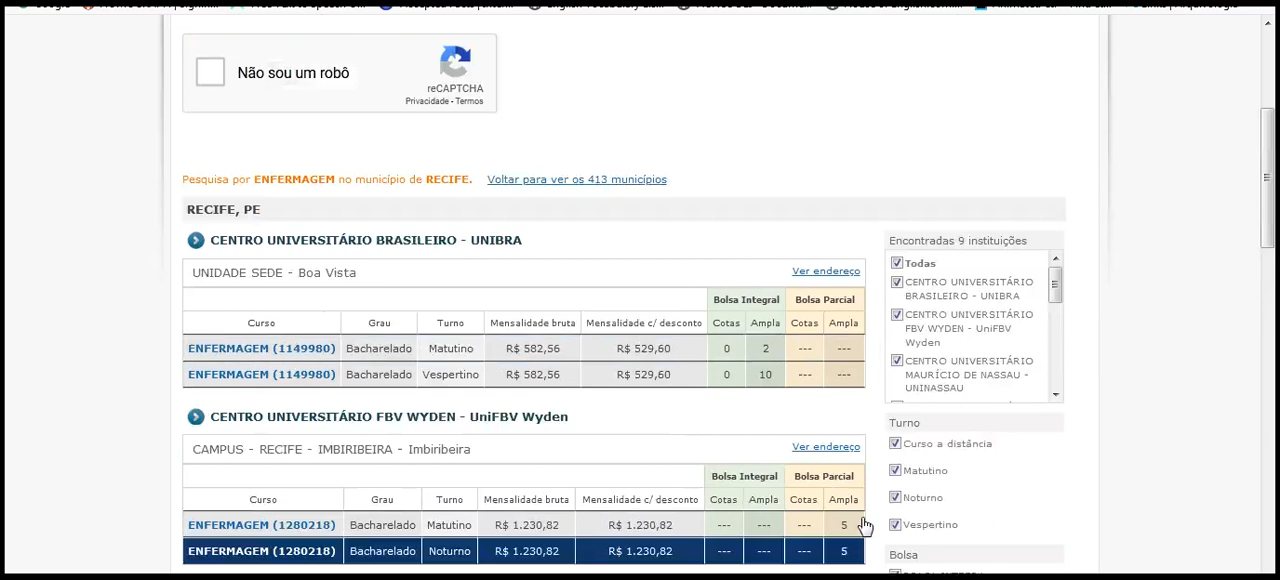 Google
Não sou um robô
reCAPTCHA
Privacidade - Termos
Pesquisa por ENFERMAGEM no município de RECIFE. Voltar para ver os 413 municípios
RECIFE, PE
CENTRO UNIVERSITÁRIO BRASILEIRO - UNIBRA
UNIDADE SEDE - Boa Vista Ver endereço
Bolsa Integral Bolsa Parcial
Curso Grau Turno Mensalidade bruta Mensalidade c/ desconto Cotas Ampla Cotas Ampla
ENFERMAGEM (1149980) Bacharelado Matutino R$ 582,56 R$ 529,60 0 2 --- ---
ENFERMAGEM (1149980) Bacharelado Vespertino R$ 582,56 R$ 529,60 0 10 --- ---
CENTRO UNIVERSITÁRIO FBV WYDEN - UniFBV Wyden
CAMPUS - RECIFE - IMBIRIBEIRA - Imbiribeira Ver endereço
Bolsa Integral Bolsa Parcial
Curso Grau Turno Mensalidade bruta Mensalidade c/ desconto Cotas Ampla Cotas Ampla
ENFERMAGEM (1280218) Bacharelado Matutino R$ 1.230,82 R$ 1.230,82 --- --- --- 5
ENFERMAGEM (1280218) Bacharelado Noturno R$ 1.230,82 R$ 1.230,82 --- --- --- 5
Encontradas 9 instituições
Todas
CENTRO UNIVERSITÁRIO
BRASILEIRO - UNIBRA
CENTRO UNIVERSITÁRIO
FBV WYDEN - UniFBV
Wyden
CENTRO UNIVERSITÁRIO
MAURÍCIO DE NASSAU -
UNINASSAU
Turno
Curso a distância
Matutino
Noturno
Vespertino
Bolsa